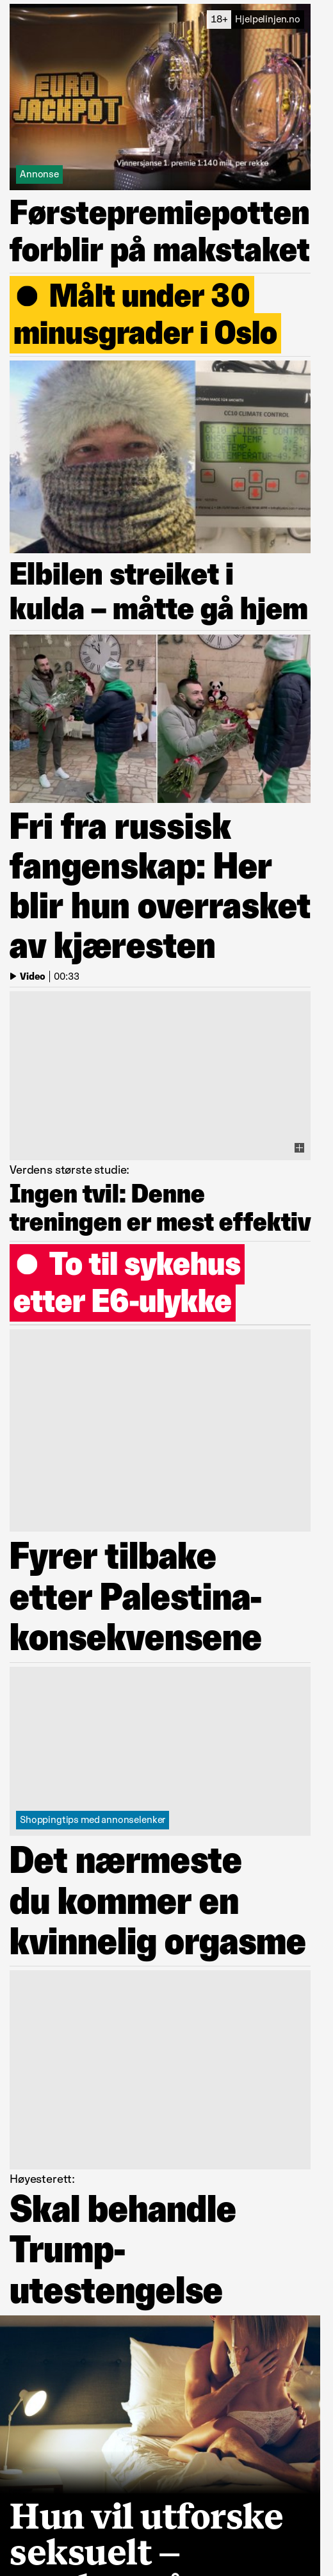 18+ Hjelpelinjen.no
EURO
JACKPOT
Vinnersjanse 1. premie 1:140 mill. per rekke
Annonse
Førstepremiepotten
forblir på makstaket
Målt under 30
minusgrader i Oslo
CC10 CLIMATE CONTROL
Elbilen streiket i
kulda – måtte gå hjem
Fri fra russisk
fangenskap: Her
blir hun overrasket
av kjæresten
Video | 00:33
Verdens største studie:
Ingen tvil: Denne
treningen er mest effektiv
To til sykehus
etter E6-ulykke
Fyrer tilbake
etter Palestina-
konsekvensene
Shoppingtips med annonselenker
Det nærmeste
du kommer en
kvinnelig orgasme
Høyesterett:
Skal behandle
Trump-
utestengelse
Hun vil utforske
seksuelt –